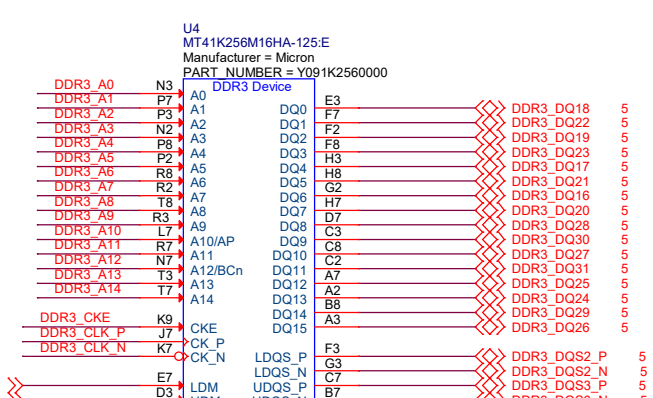 U4
MT41K256M16HA-125:E
Manufacturer = Micron
PART_NUMBER = Y091K2560000
DDR3 Device
DDR3_A0 N3 A0
DDR3_A1 P7 A1
DDR3_A2 P3 A2
DDR3_A3 N2 A3
DDR3_A4 P8 A4
DDR3_A5 P2 A5
DDR3_A6 R8 A6
DDR3_A7 R2 A7
DDR3_A8 T8 A8
DDR3_A9 R3 A9
DDR3_A10 L7 A10/AP
DDR3_A11 R7 A11
DDR3_A12 N7 A12/BCn
DDR3_A13 T3 A13
DDR3_A14 T7 A14
DDR3_CKE K9 CKE
DDR3_CLK_P J7 CK_P
DDR3_CLK_N K7 CK_N
E7 LDM
D3 UDM
DQ0 E3 DDR3_DQ18 5
DQ1 F7 DDR3_DQ22 5
DQ2 F2 DDR3_DQ19 5
DQ3 F8 DDR3_DQ23 5
DQ4 H3 DDR3_DQ17 5
DQ5 H8 DDR3_DQ21 5
DQ6 G2 DDR3_DQ16 5
DQ7 H7 DDR3_DQ20 5
DQ8 D7 DDR3_DQ28 5
DQ9 C3 DDR3_DQ30 5
DQ10 C8 DDR3_DQ27 5
DQ11 C2 DDR3_DQ31 5
DQ12 A7 DDR3_DQ25 5
DQ13 A2 DDR3_DQ24 5
DQ14 B8 DDR3_DQ29 5
DQ15 A3 DDR3_DQ26 5
LDQS_P F3 DDR3_DQS2_P 5
LDQS_N G3 DDR3_DQS2_N 5
UDQS_P C7 DDR3_DQS3_P 5
UDQS_N B7 DDR3_DQS3_N 5